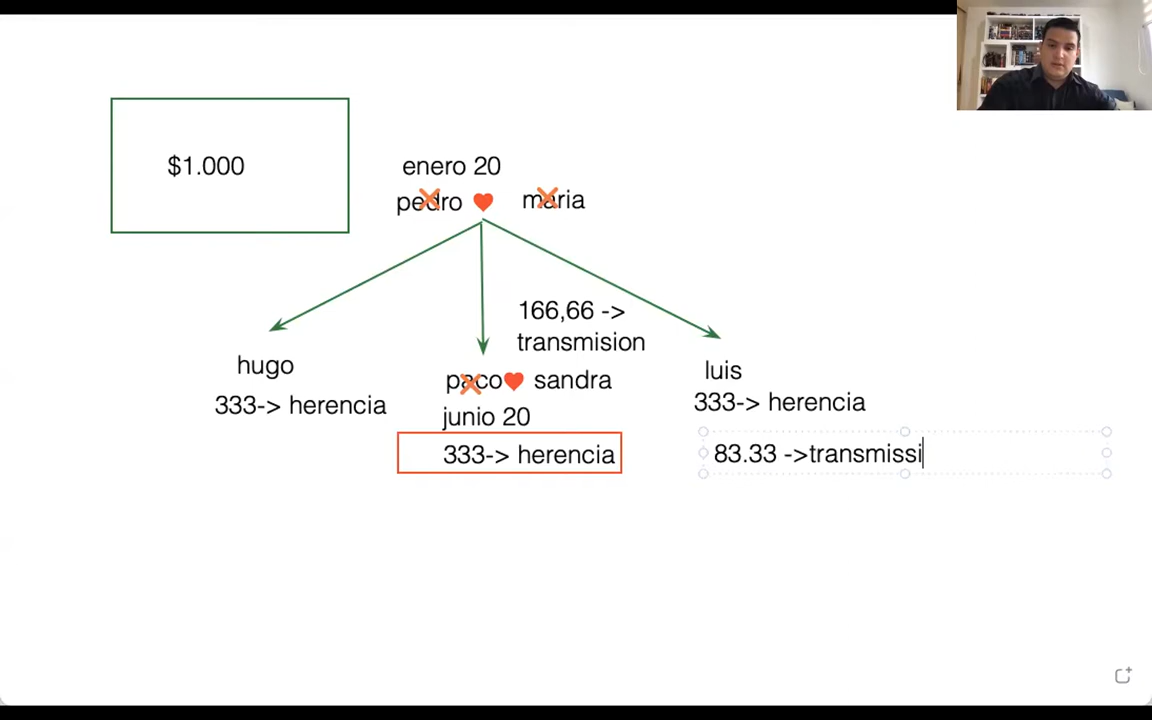 $1.000
enero 20
pedro maria
166,66 ->
transmision
hugo
333-> herencia
paco sandra
junio 20
333-> herencia
luis
333-> herencia
83.33 ->transmissi